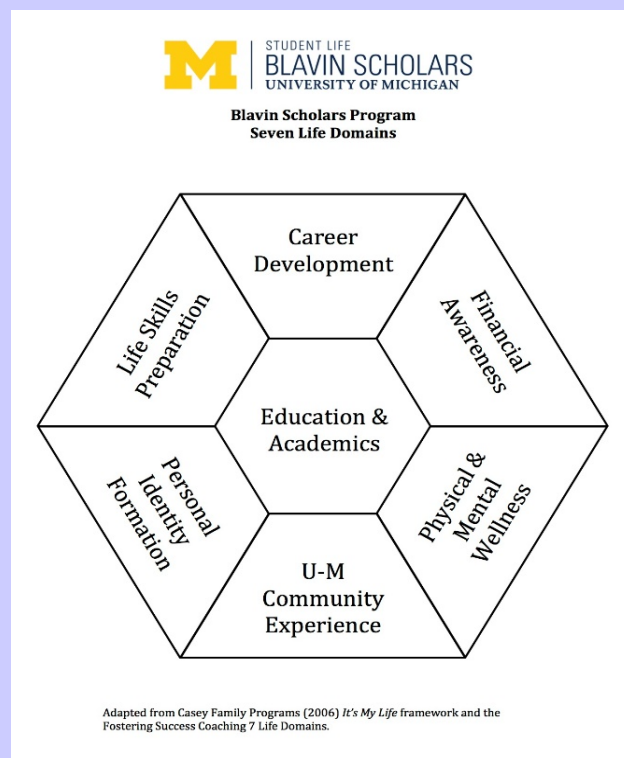 STUDENT LIFE
BLAVIN SCHOLARS
UNIVERSITY OF MICHIGAN
Blavin Scholars Program
Seven Life Domains
Career
Development
Financial
Awareness
Physical &
Mental
Wellness
U-M
Community
Experience
Personal
Identity
Formation
Life Skills
Preparation
Education &
Academics
Adapted from Casey Family Programs (2006) It's My Life framework and the
Fostering Success Coaching 7 Life Domains.